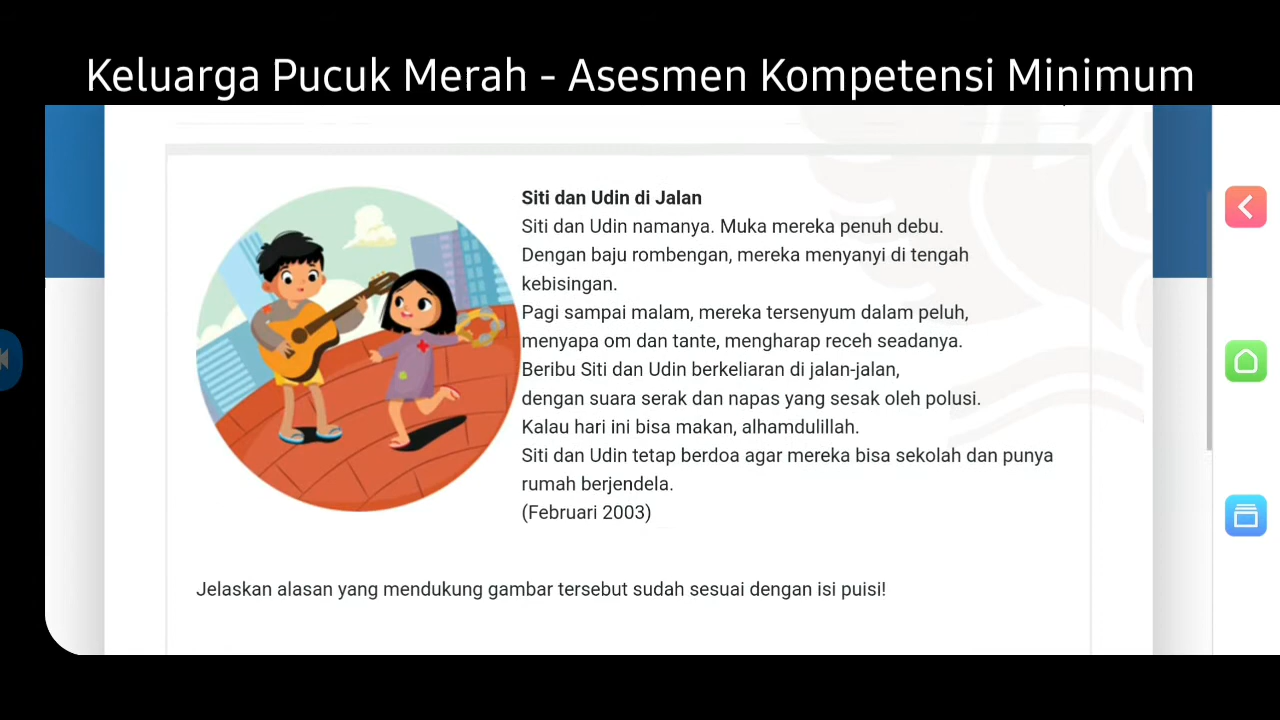 Keluarga Pucuk Merah - Asesmen Kompetensi Minimum
Siti dan Udin di Jalan
Siti dan Udin namanya. Muka mereka penuh debu.
Dengan baju rombengan, mereka menyanyi di tengah
kebisingan.
Pagi sampai malam, mereka tersenyum dalam peluh,
menyapa om dan tante, mengharap receh seadanya.
Beribu Siti dan Udin berkeliaran di jalan-jalan,
dengan suara serak dan napas yang sesak oleh polusi.
Kalau hari ini bisa makan, alhamdulillah.
Siti dan Udin tetap berdoa agar mereka bisa sekolah dan punya
rumah berjendela.
(Februari 2003)
Jelaskan alasan yang mendukung gambar tersebut sudah sesuai dengan isi puisi!